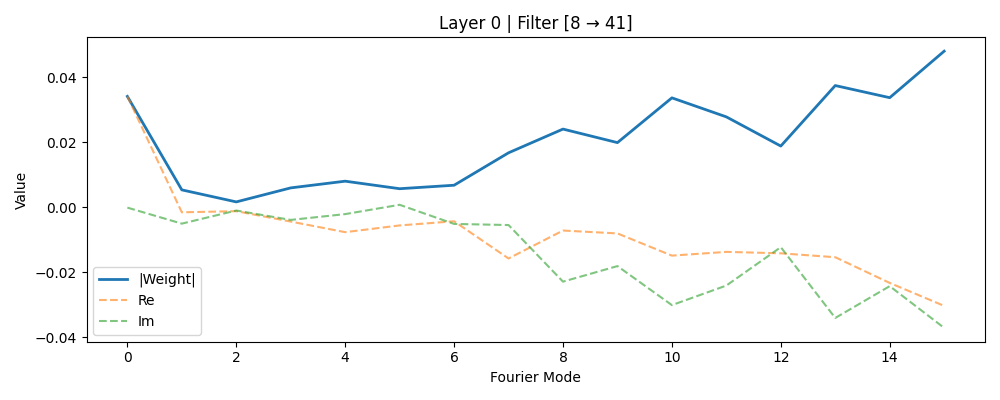 Layer 0 | Filter [8 → 41]
Value
0.04
0.02
0.00
−0.02
−0.04
|Weight|
Re
Im
0 2 4 6 8 10 12 14
Fourier Mode